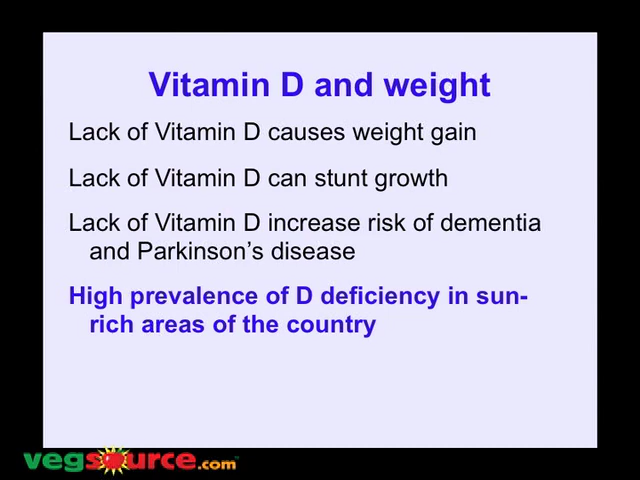 Vitamin D and weight
Lack of Vitamin D causes weight gain
Lack of Vitamin D can stunt growth
Lack of Vitamin D increase risk of dementia
and Parkinson's disease
High prevalence of D deficiency in sun-
rich areas of the country
vegsource.com